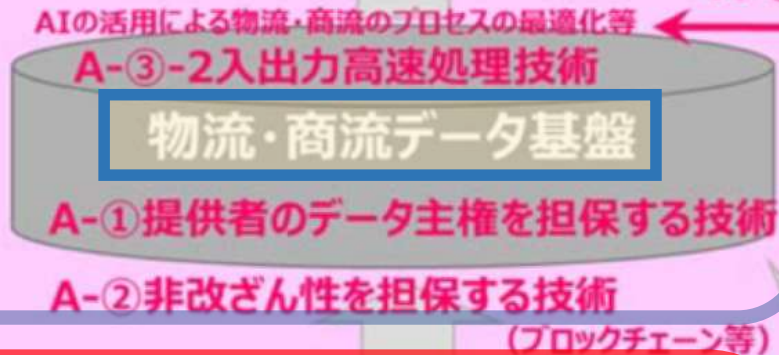 AIの活用による物流・商流のプロセスの最適化等
A-③-2入出力高速処理技術
物流・商流データ基盤
A-①提供者のデータ主権を担保する技術
A-②非改ざん性を担保する技術
(ブロックチェーン等)